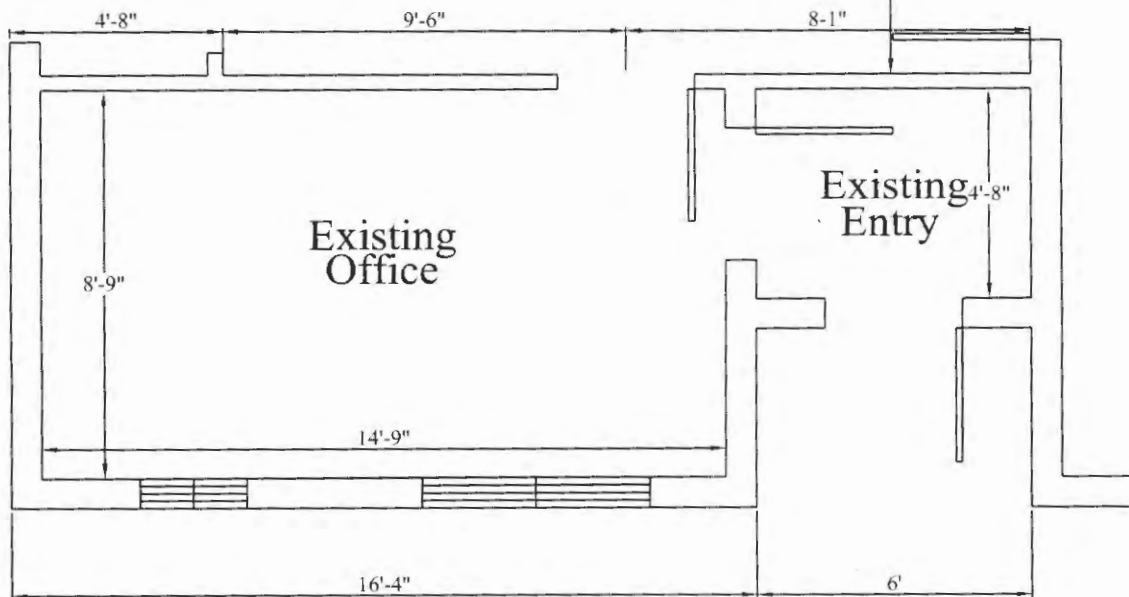 4'-8"
9'-6"
8-1"
Existing
Office
Existing
Entry
4'-8"
8'-9"
14'-9"
16'-4"
6'